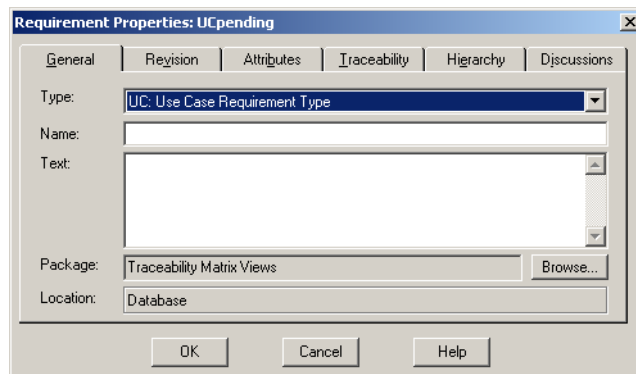 Requirement Properties: UCpending
General Revision Attributes Traceability Hierarchy Discussions
Type: UC: Use Case Requirement Type
Name:
Text:
Package: Traceability Matrix Views Browse...
Location: Database
OK Cancel Help